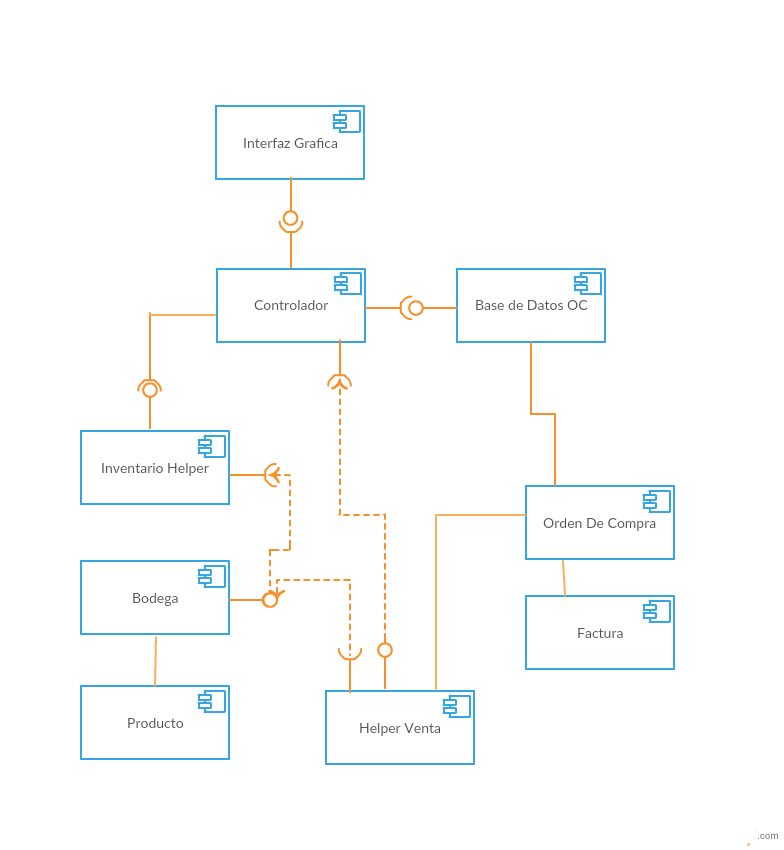 Interfaz Grafica
Controlador
Base de Datos OC
Inventario Helper
Orden De Compra
Bodega
Factura
Producto
Helper Venta
.com